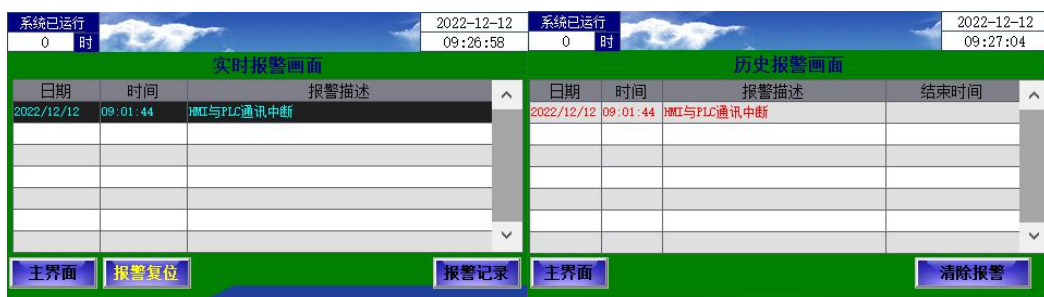 系统已运行
0 时
2022-12-12
09:26:58
实时报警画面
日期 时间 报警描述
2022/12/12 09:01:44 HMI与PLC通讯中断
主界面 报警复位 报警记录
系统已运行
0 时
2022-12-12
09:27:04
历史报警画面
日期 时间 报警描述 结束时间
2022/12/12 09:01:44 HMI与PLC通讯中断
主界面 清除报警